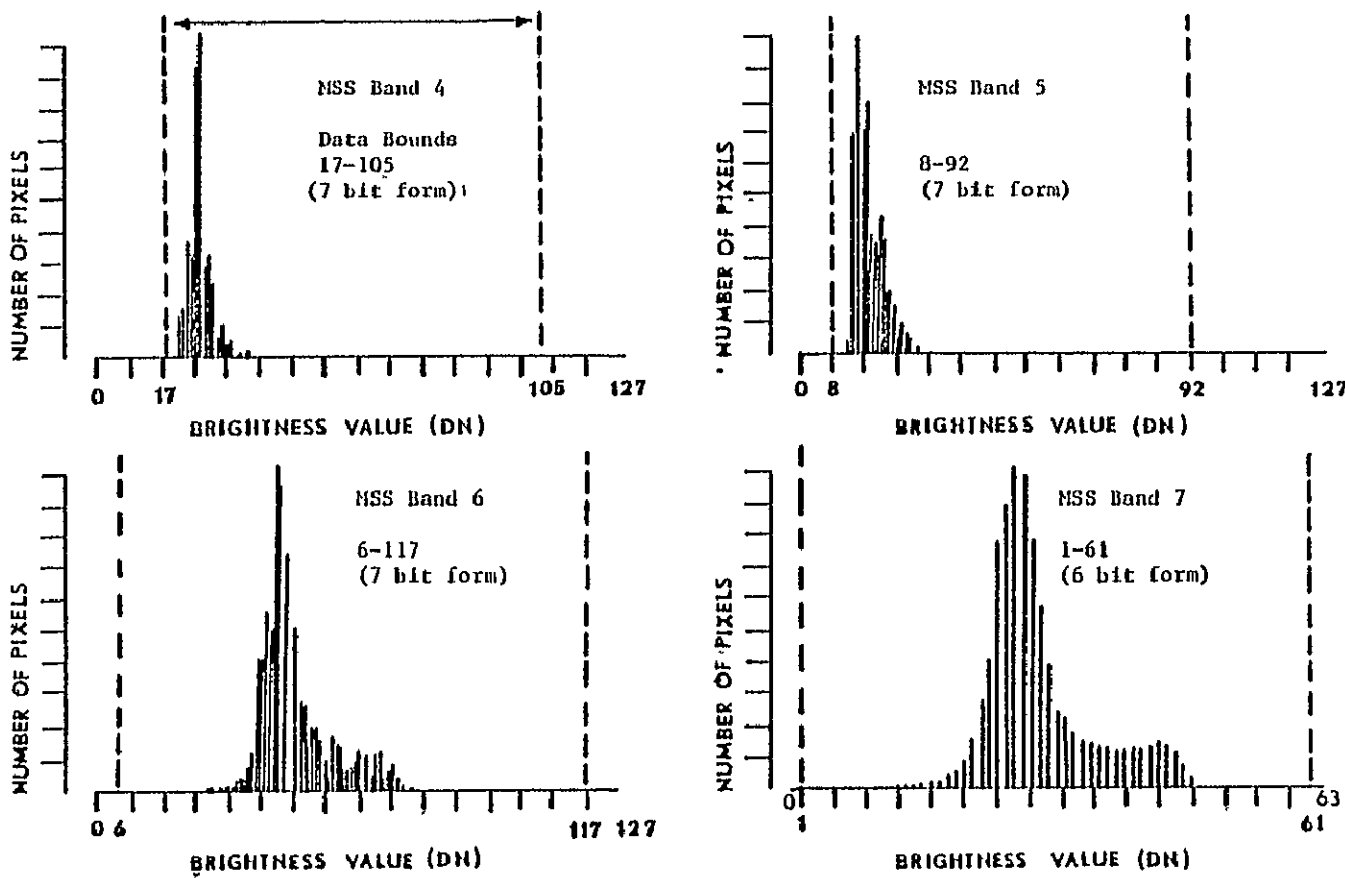 NUMBER OF PIXELS
MSS Band 4
Data Bounds
17-105
(7 bit form)
0 17 105 127
BRIGHTNESS VALUE (DN)
NUMBER OF PIXELS
MSS Band 5
8-92
(7 bit form)
0 8 92 127
BRIGHTNESS VALUE (DN)
NUMBER OF PIXELS
MSS Band 6
6-117
(7 bit form)
0 6 117 127
BRIGHTNESS VALUE (DN)
NUMBER OF PIXELS
MSS Band 7
1-61
(6 bit form)
0 63
1 61
BRIGHTNESS VALUE (DN)